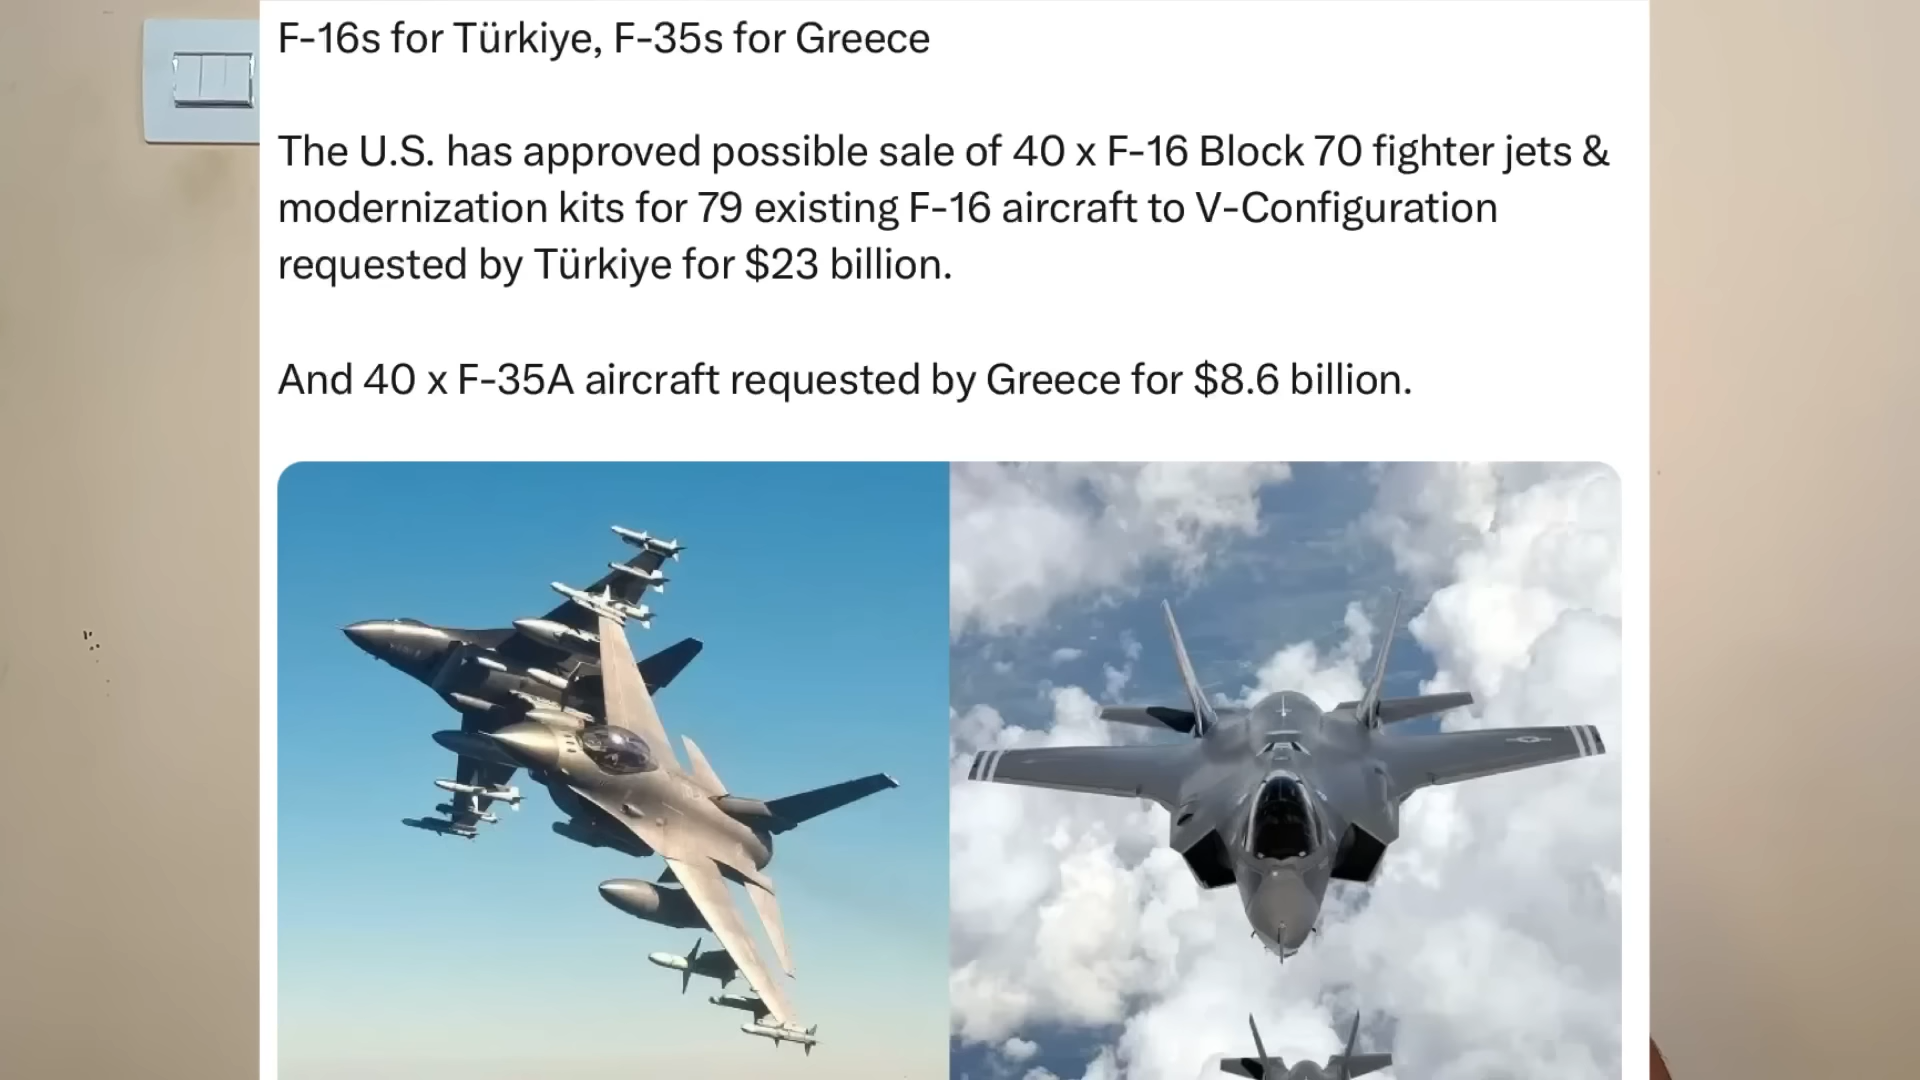 F-16s for Türkiye, F-35s for Greece
The U.S. has approved possible sale of 40 x F-16 Block 70 fighter jets &
modernization kits for 79 existing F-16 aircraft to V-Configuration
requested by Türkiye for $23 billion.
And 40 x F-35A aircraft requested by Greece for $8.6 billion.